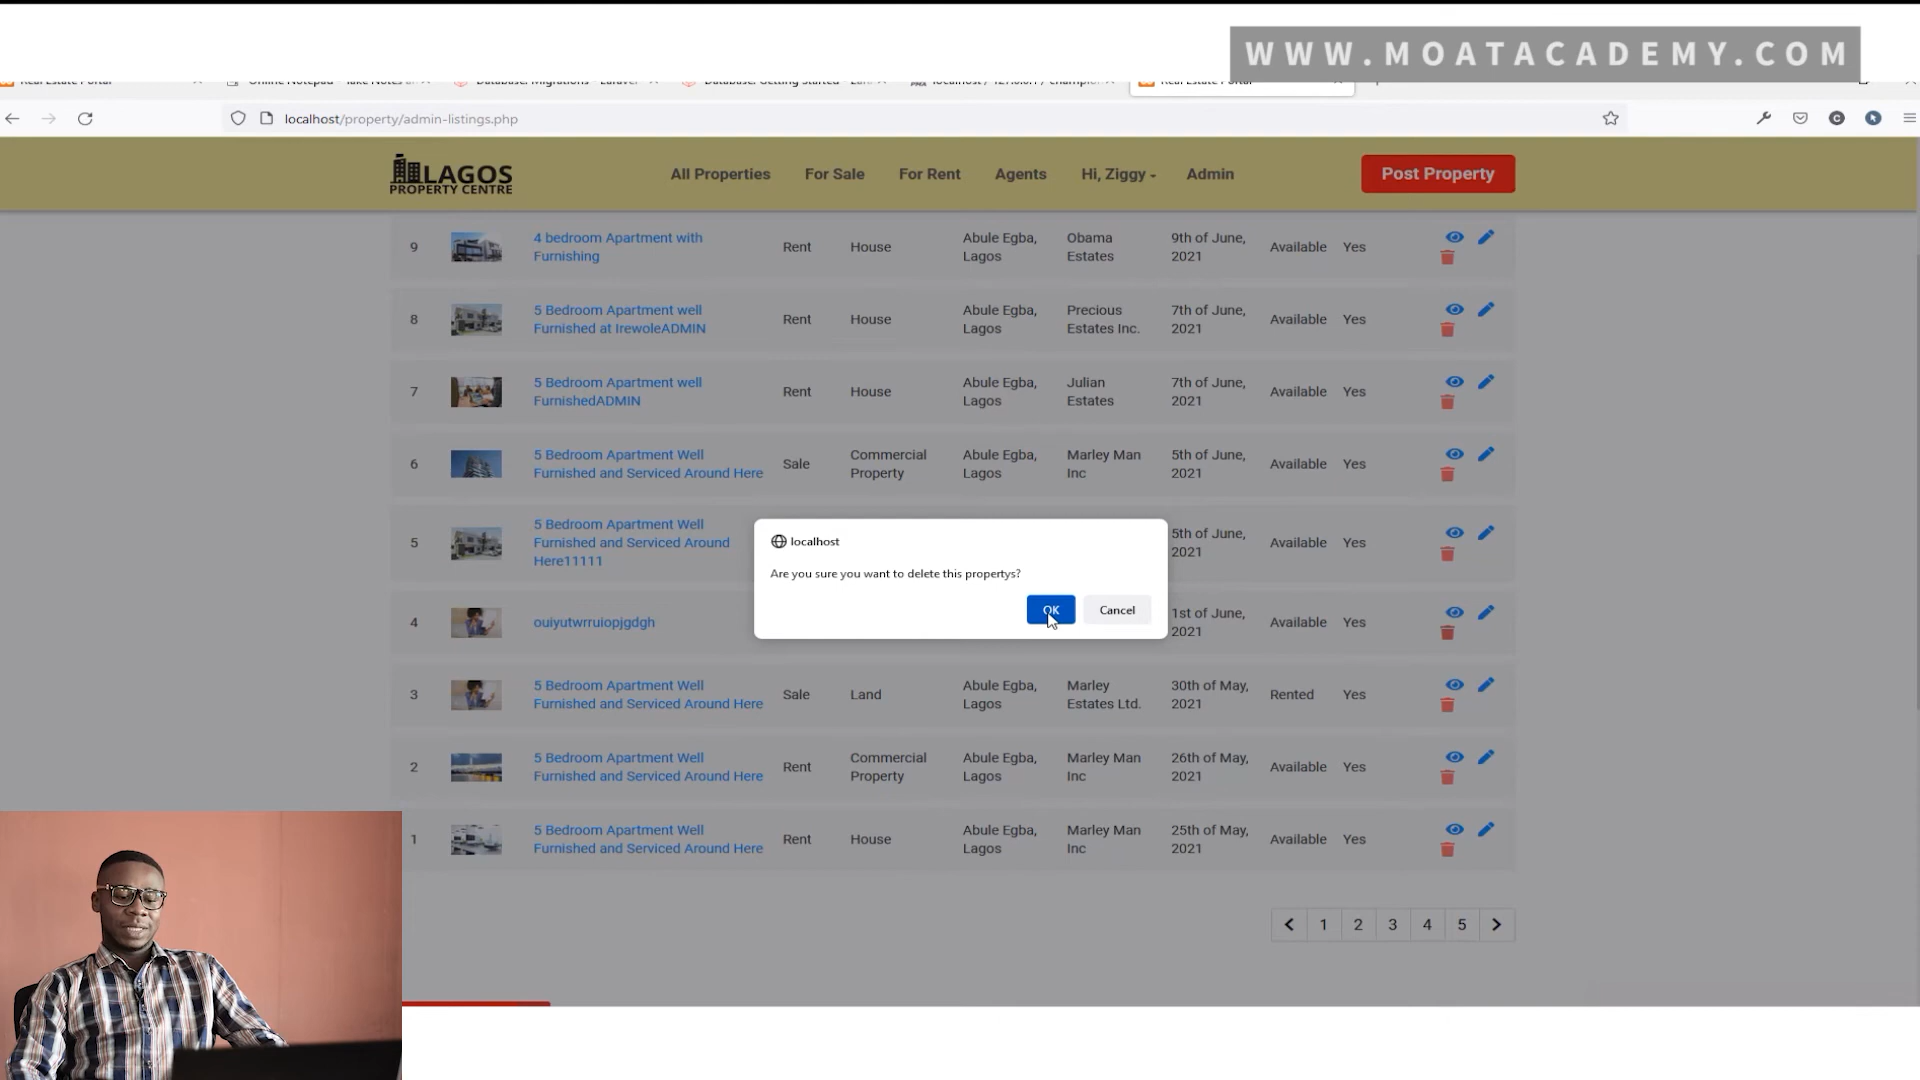 WWW.MOATACADEMY.COM
localhost/property/admin-listings.php
LAGOS
PROPERTY CENTRE
All Properties For Sale For Rent Agents Hi, Ziggy Admin Post Property
9 4 bedroom Apartment with Furnishing Rent House Abule Egba, Lagos Obama Estates 9th of June, 2021 Available Yes
8 5 Bedroom Apartment well Furnished at IrewoleADMIN Rent House Abule Egba, Lagos Precious Estates Inc. 7th of June, 2021 Available Yes
7 5 Bedroom Apartment well FurnishedADMIN Rent House Abule Egba, Lagos Julian Estates 7th of June, 2021 Available Yes
6 5 Bedroom Apartment Well Furnished and Serviced Around Here Sale Commercial Property Abule Egba, Lagos Marley Man Inc 5th of June, 2021 Available Yes
5 5 Bedroom Apartment Well Furnished and Serviced Around Here11111 5th of June, 2021 Available Yes
localhost
Are you sure you want to delete this propertys?
OK Cancel
4 ouiyutwrruiopjgdgh 1st of June, 2021 Available Yes
3 5 Bedroom Apartment Well Furnished and Serviced Around Here Sale Land Abule Egba, Lagos Marley Estates Ltd. 30th of May, 2021 Rented Yes
2 5 Bedroom Apartment Well Furnished and Serviced Around Here Rent Commercial Property Abule Egba, Lagos Marley Man Inc 26th of May, 2021 Available Yes
1 5 Bedroom Apartment Well Furnished and Serviced Around Here Rent House Abule Egba, Lagos Marley Man Inc 25th of May, 2021 Available Yes
1 2 3 4 5